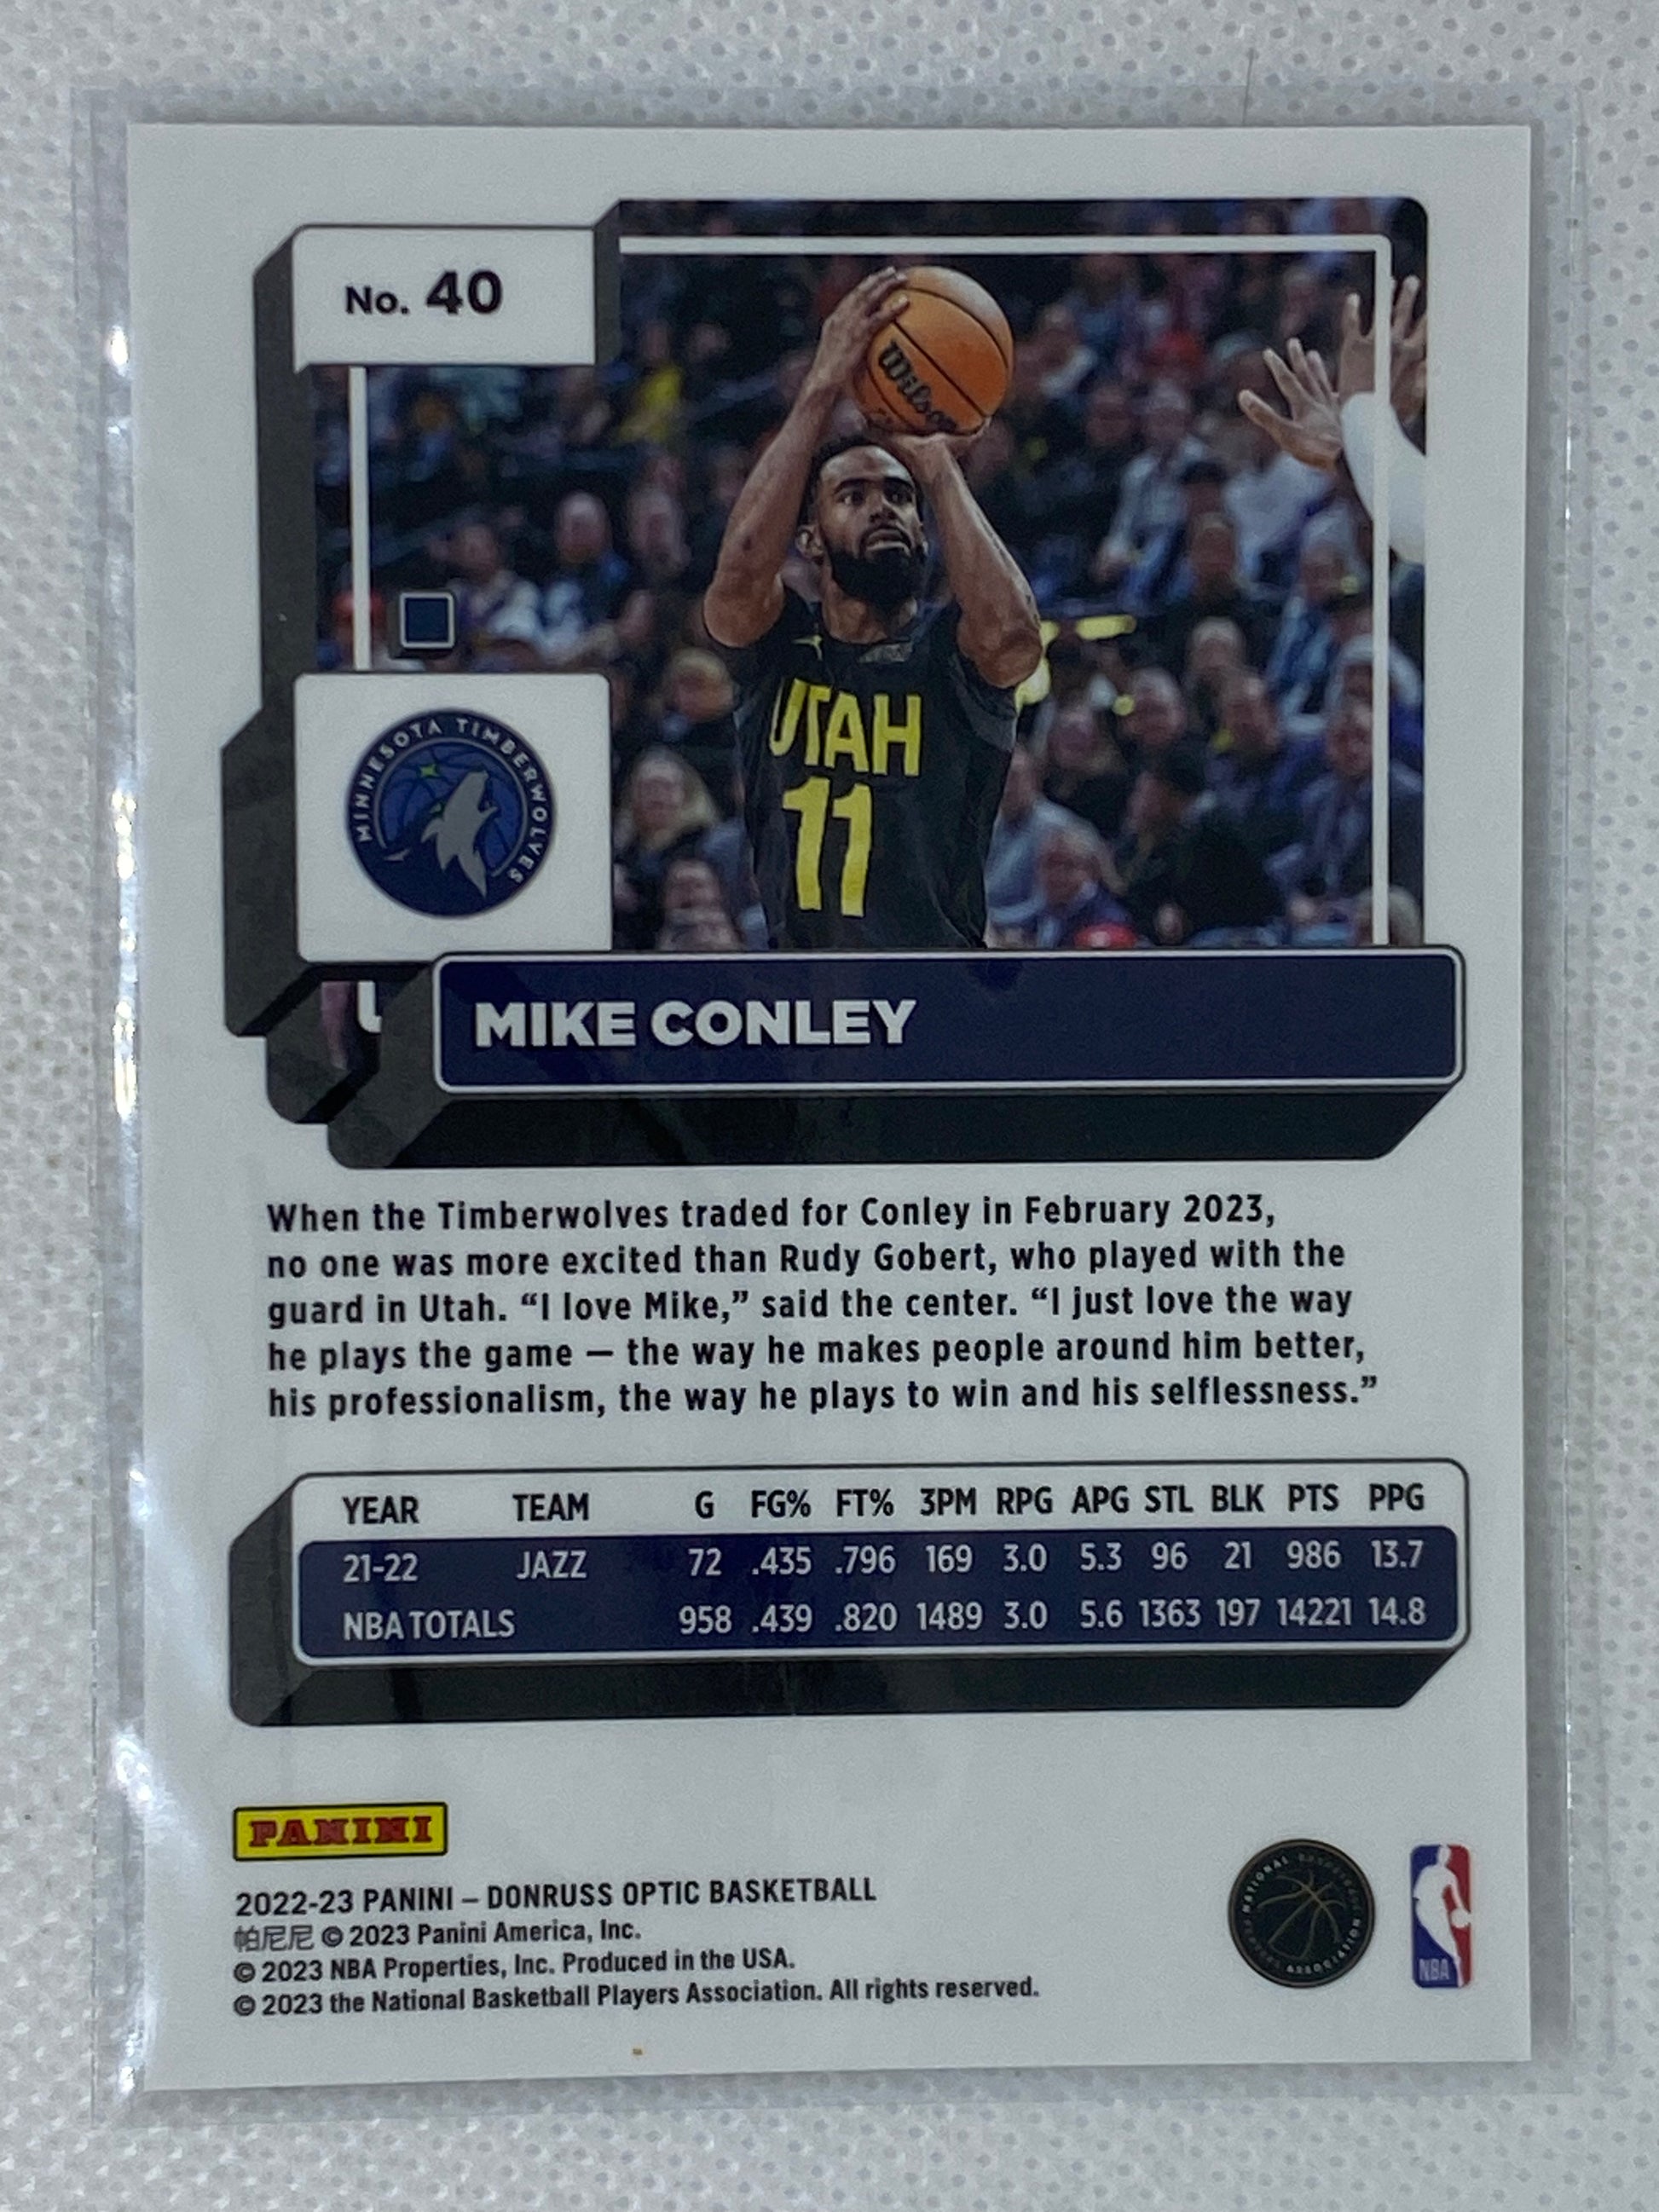 No. 40
Wilson
UTAH
11
MINNESOTA TIMBERWOLVES
MIKE CONLEY
When the Timberwolves traded for Conley in February 2023,
no one was more excited than Rudy Gobert, who played with the
guard in Utah. “I love Mike,” said the center. “I just love the way
he plays the game — the way he makes people around him better,
his professionalism, the way he plays to win and his selflessness.”
YEAR TEAM G FG% FT% 3PM RPG APG STL BLK PTS PPG
21-22 JAZZ 72 .435 .796 169 3.0 5.3 96 21 986 13.7
NBA TOTALS 958 .439 .820 1489 3.0 5.6 1363 197 14221 14.8
PANINI
2022-23 PANINI – DONRUSS OPTIC BASKETBALL
帕尼尼 © 2023 Panini America, Inc.
© 2023 NBA Properties, Inc. Produced in the USA.
© 2023 the National Basketball Players Association. All rights reserved.
NATIONAL BASKETBALL PLAYERS ASSOCIATION
NBA